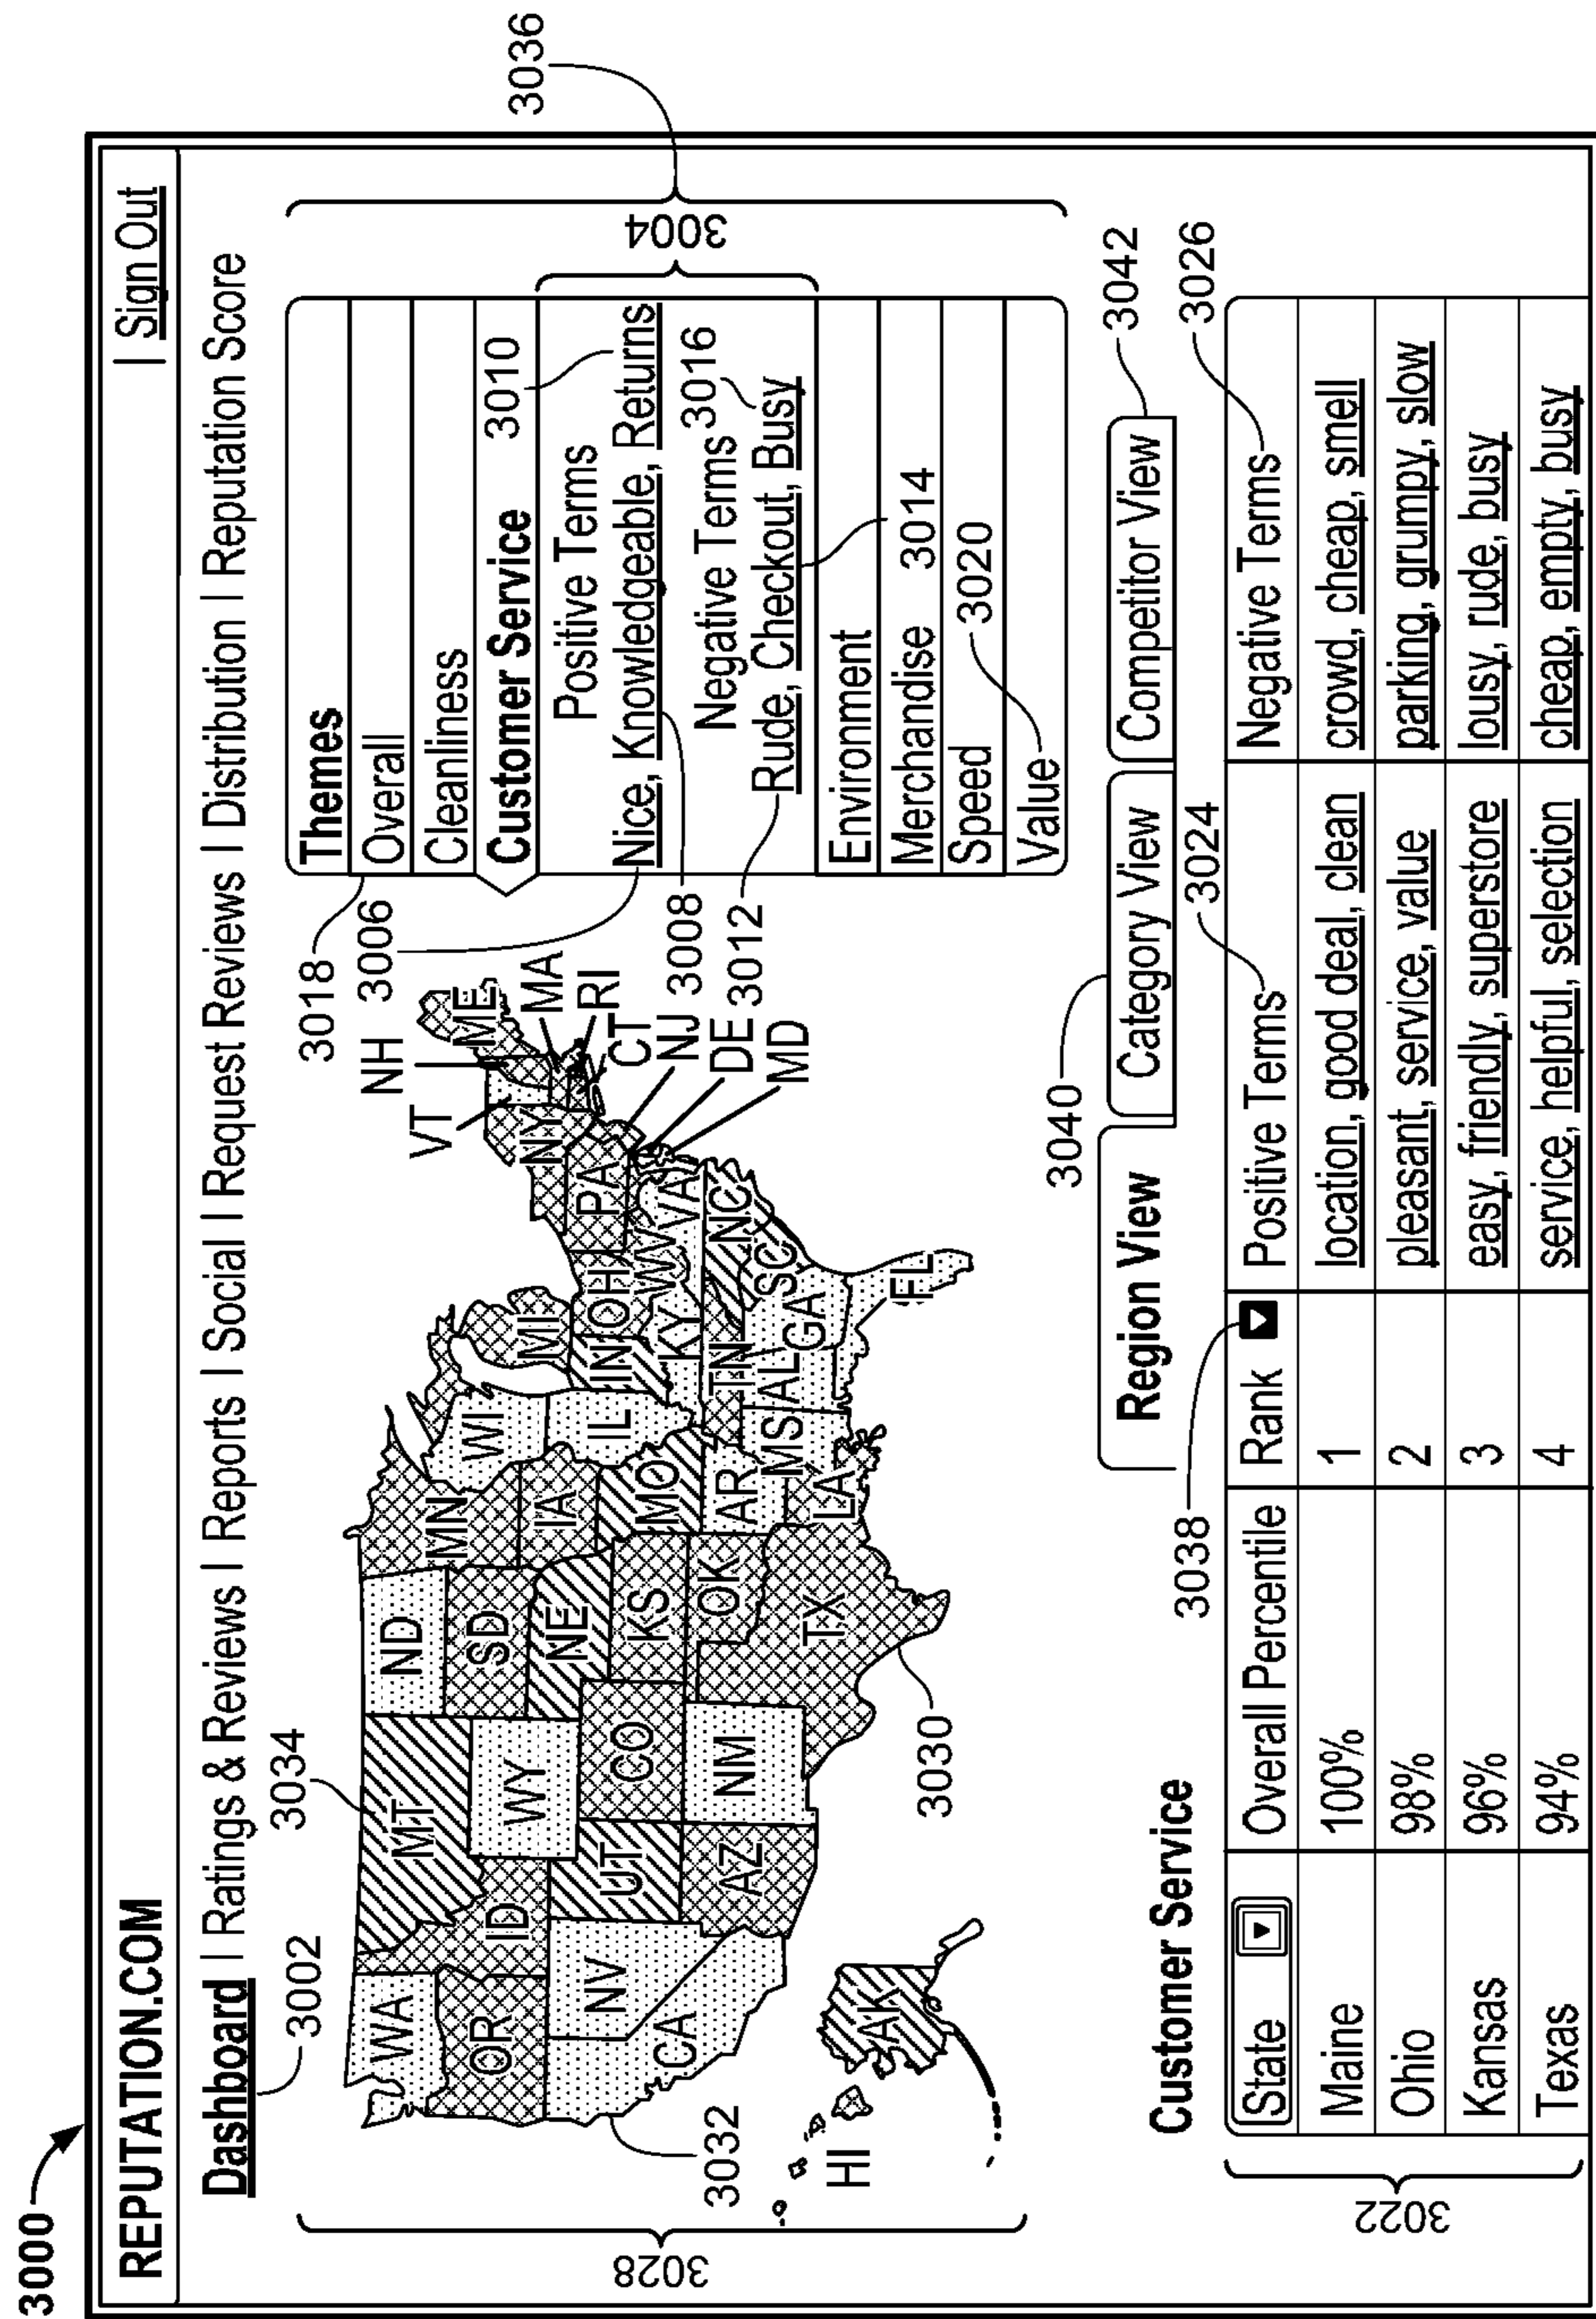 3000
REPUTATION.COM | Sign Out
Dashboard | Ratings & Reviews | Reports | Social | Request Reviews | Distribution | Reputation Score
3002
3034
3028
3032
3030
WA
OR
CA
NV
ID
MT
WY
UT
AZ
CO
NM
ND
SD
NE
KS
OK
TX
MN
IA
MO
AR
LA
WI
IL
MS
MI
IN
KY
TN
AL
OH
WV
VA
NC
SC
GA
FL
PA
NY
VT
NH
ME
MA
RI
CT
NJ
DE
MD
AK
HI
3018
3006
3008
3012
Themes
Overall
Cleanliness
Customer Service 3010
Positive Terms
Nice, Knowledgeable, Returns
Negative Terms 3016
Rude, Checkout, Busy
Environment
Merchandise 3014
Speed 3020
Value
3004
3036
3038
3040
3042
Customer Service
Region View Category View Competitor View
3024
3026
3022
State Overall Percentile Rank Positive Terms Negative Terms
Maine 100% 1 location, good deal, clean crowd, cheap, smell
Ohio 98% 2 pleasant, service, value parking, grumpy, slow
Kansas 96% 3 easy, friendly, superstore lousy, rude, busy
Texas 94% 4 service, helpful, selection cheap, empty, busy